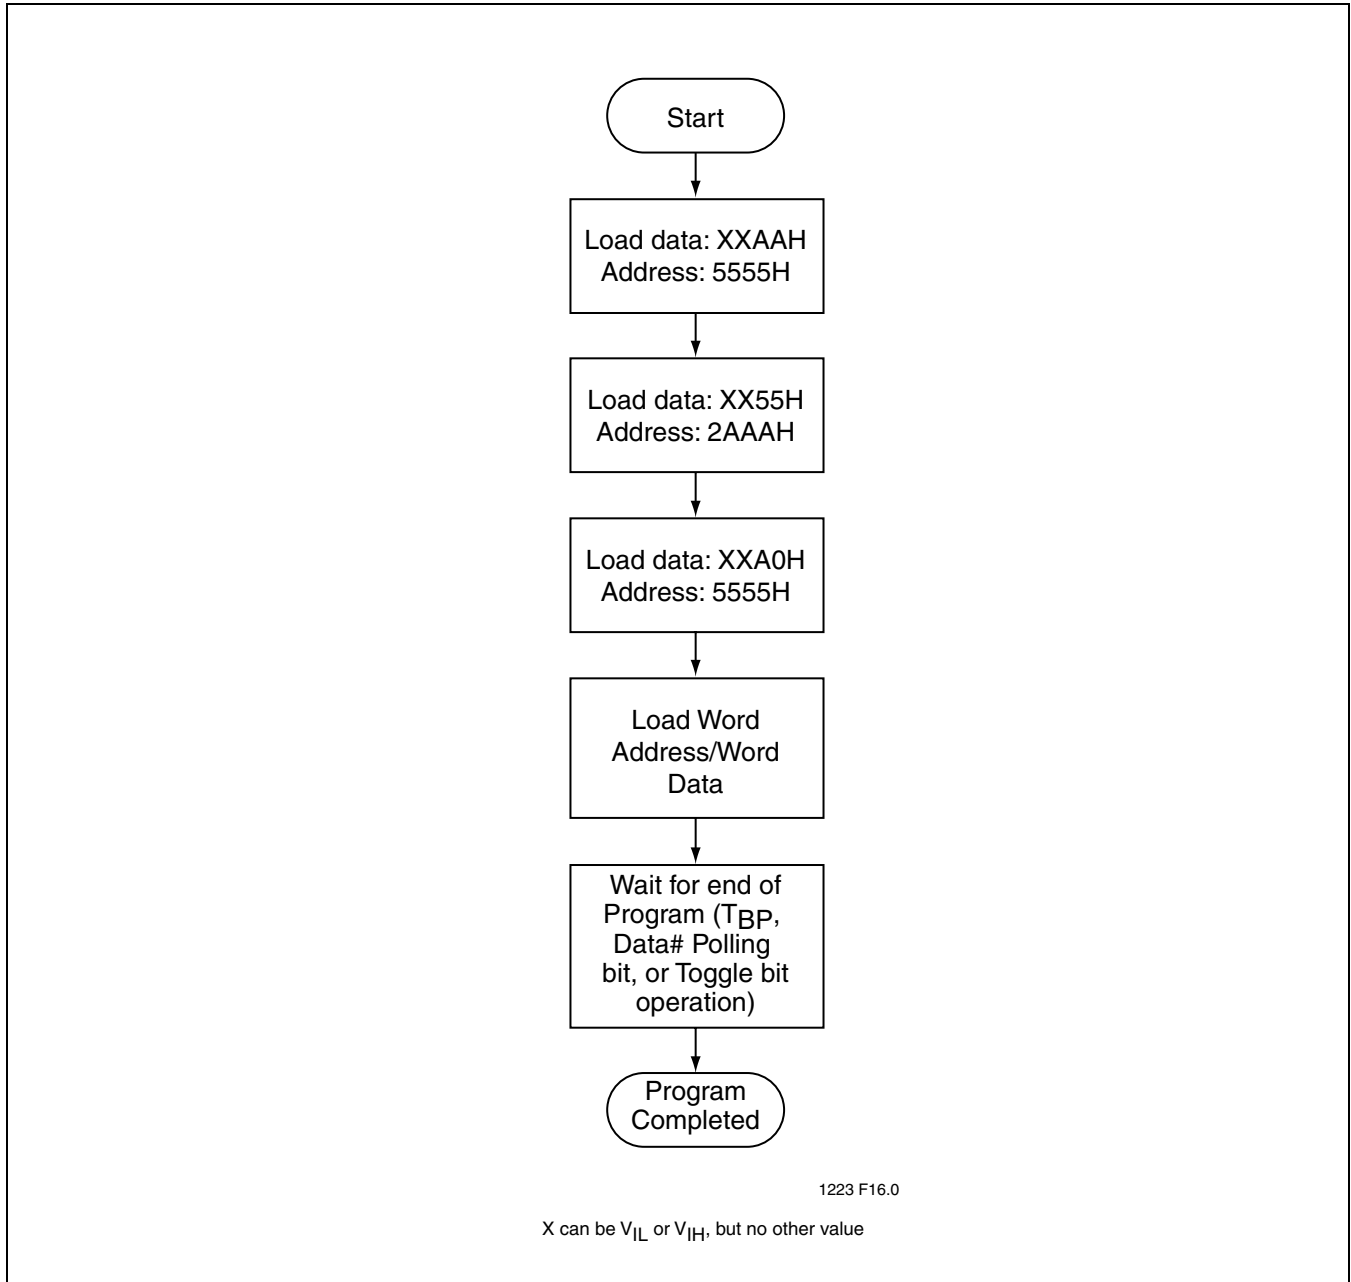 Start
Load data: XXAAH
Address: 5555H
Load data: XX55H
Address: 2AAAH
Load data: XXA0H
Address: 5555H
Load Word
Address/Word
Data
Wait for end of
Program (TBP,
Data# Polling
bit, or Toggle bit
operation)
Program
Completed
1223 F16.0
X can be VIL or VIH, but no other value